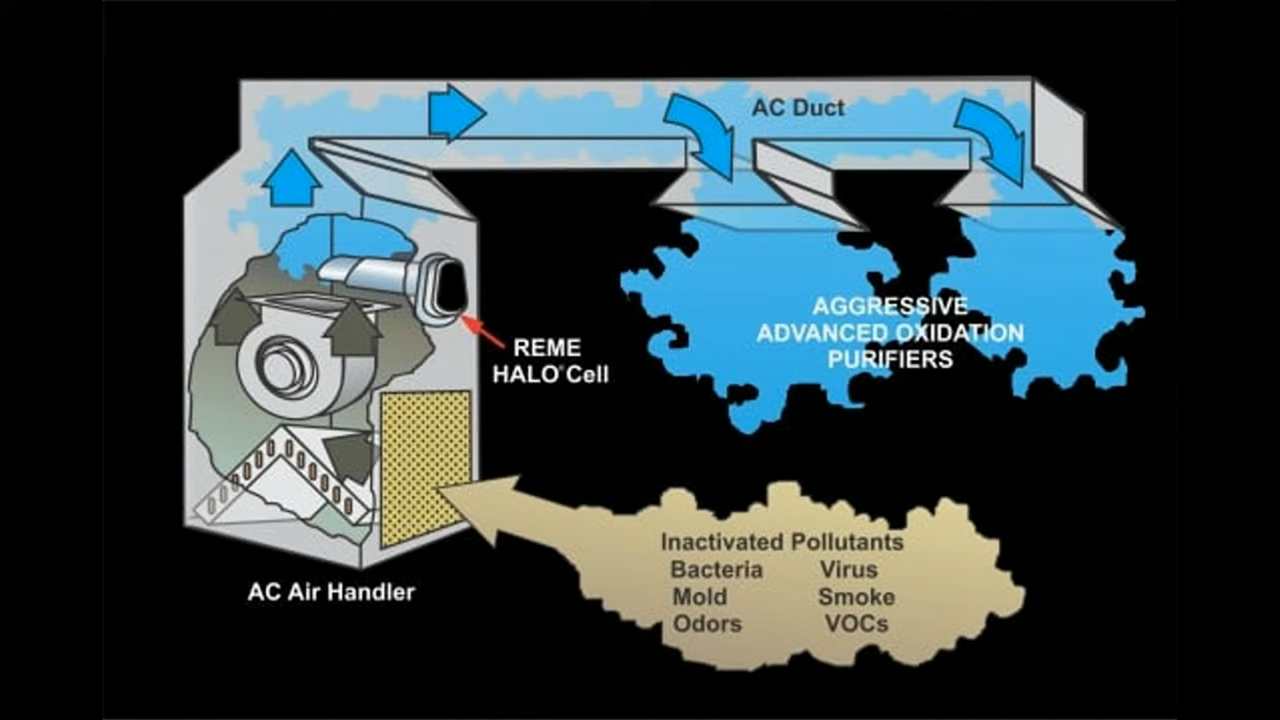 AC Duct
AGGRESSIVE
ADVANCED OXIDATION
PURIFIERS
REME
HALO® Cell
Inactivated Pollutants
Bacteria Virus
Mold Smoke
Odors VOCs
AC Air Handler